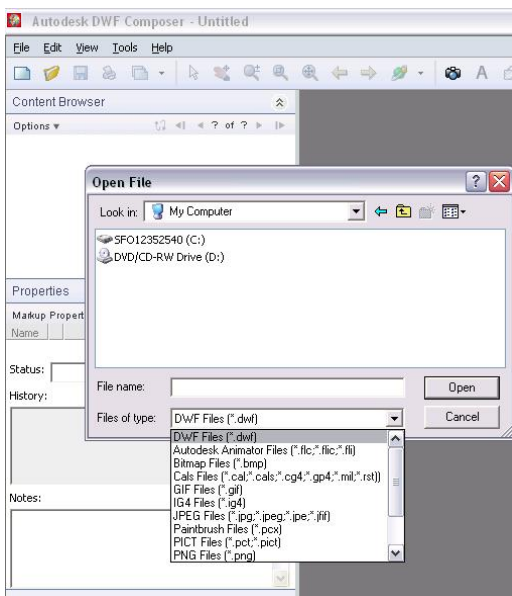 Autodesk DWF Composer - Untitled
File Edit View Tools Help
A
Content Browser
Options
? of ?
Open File
Look in: My Computer
SFO12352540 (C:)
DVD/CD-RW Drive (D:)
Properties
Markup Propert
Name
Status:
History:
File name:
Open
Files of type: DWF Files (*.dwf)
Cancel
DWF Files (*.dwf)
Autodesk Animator Files (*.flc;*.flic;*.fli)
Bitmap Files (*.bmp)
Cals Files (*.cal;*.cals;*.cg4;*.gp4;*.mil;*.rst))
GIF Files (*.gif)
IG4 Files (*.ig4)
JPEG Files (*.jpg;*.jpeg;*.jpe;*.jfif)
Paintbrush Files (*.pcx)
PICT Files (*.pct;*.pict)
PNG Files (*.png)
Notes: